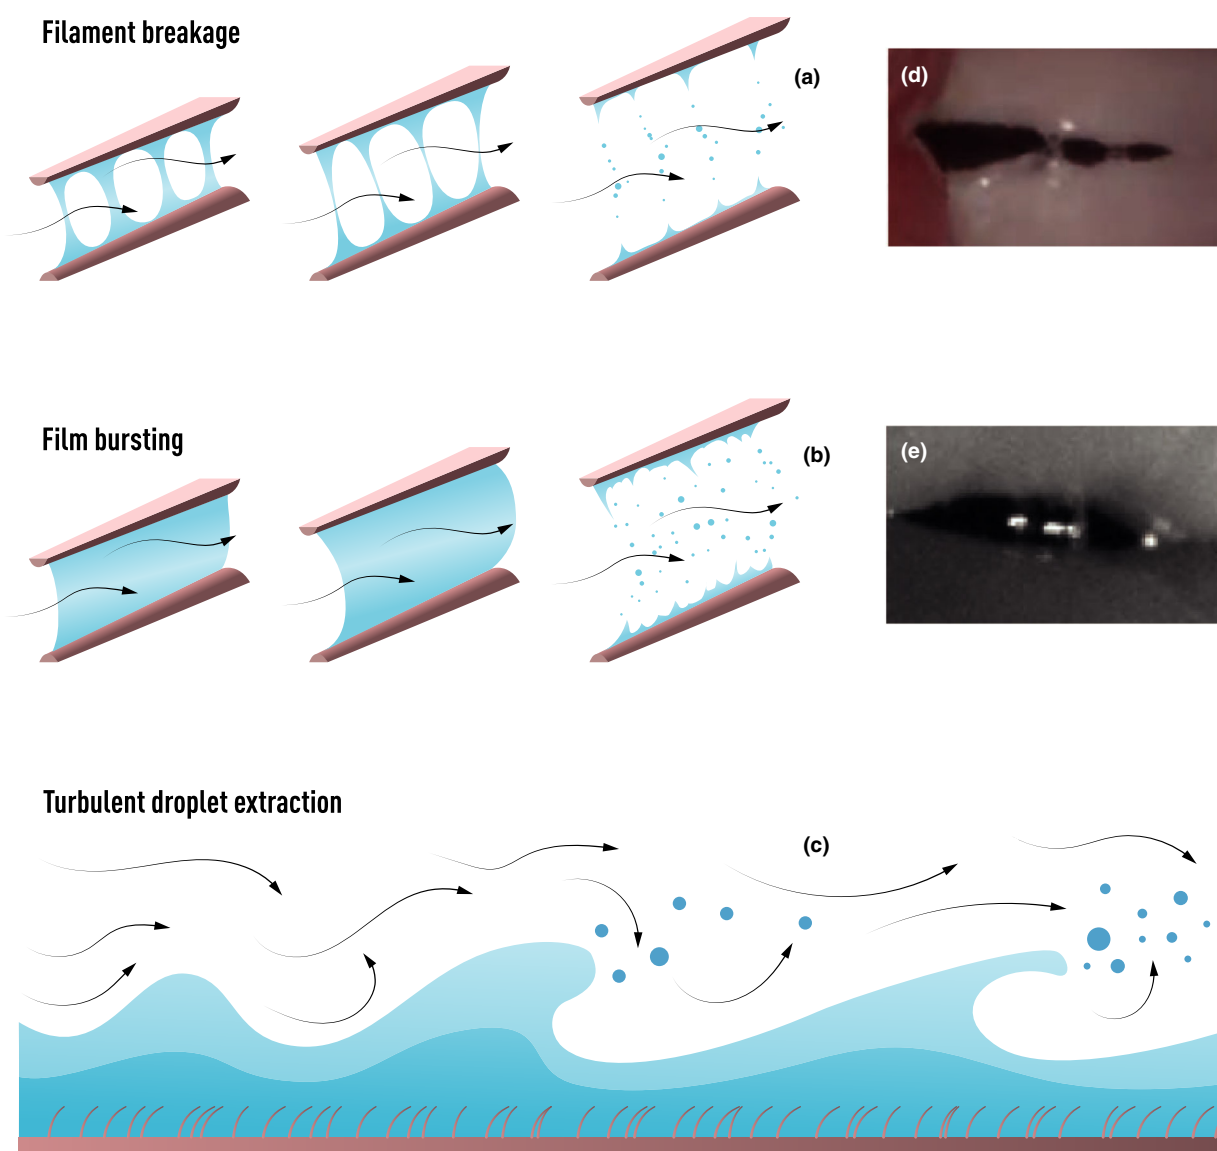 Filament breakage
(a)
(d)
Film bursting
(b)
(e)
Turbulent droplet extraction
(c)